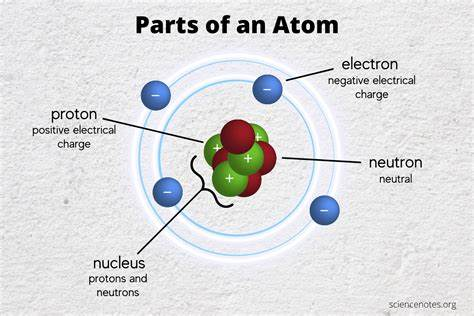 Parts of an Atom
electron
negative electrical
charge
proton
positive electrical
charge
neutron
neutral
nucleus
protons and
neutrons
−
−
−
−
+
+
+
+
sciencenotes.org